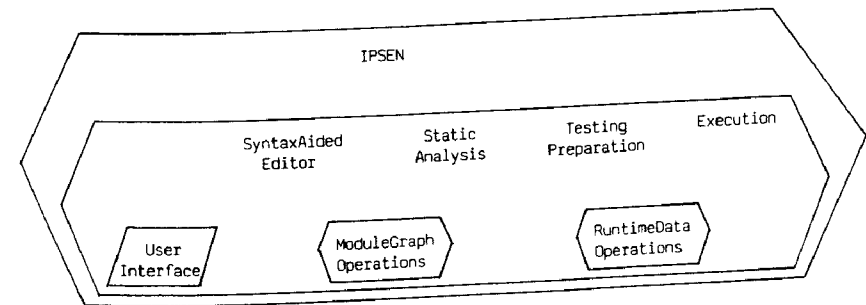 IPSEN
SyntaxAided
Editor
Static
Analysis
Testing
Preparation
Execution
User
Interface
ModuleGraph
Operations
RuntimeData
Operations